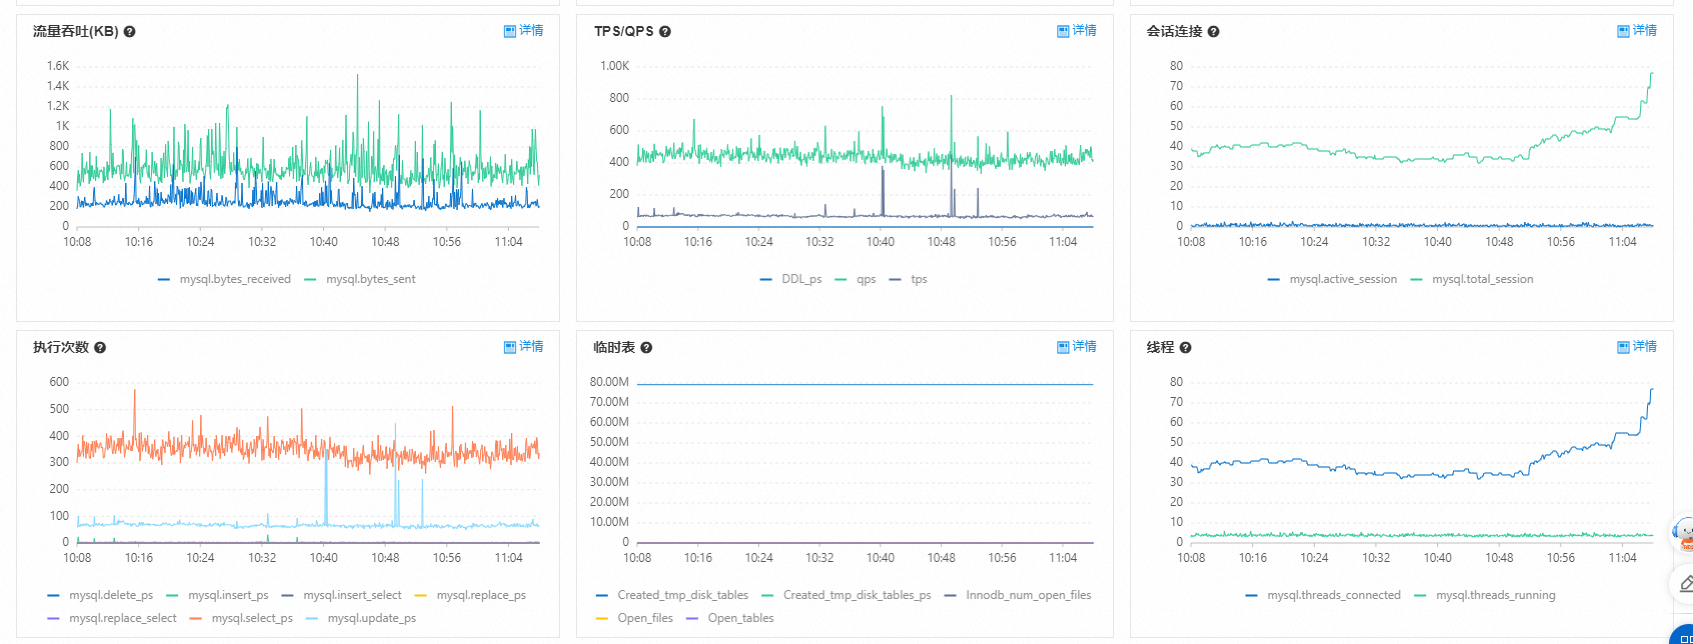 流量吞吐(KB) ? 详情
1.6K
1.4K
1.2K
1K
800
600
400
200
0
10:08 10:16 10:24 10:32 10:40 10:48 10:56 11:04
mysql.bytes_received mysql.bytes_sent
TPS/QPS ? 详情
1.00K
800
600
400
200
0
10:08 10:16 10:24 10:32 10:40 10:48 10:56 11:04
DDL_ps qps tps
会话连接 ? 详情
80
70
60
50
40
30
20
10
0
10:08 10:16 10:24 10:32 10:40 10:48 10:56 11:04
mysql.active_session mysql.total_session
执行次数 ? 详情
600
500
400
300
200
100
0
10:08 10:16 10:24 10:32 10:40 10:48 10:56 11:04
mysql.delete_ps mysql.insert_ps mysql.insert_select mysql.replace_ps
mysql.replace_select mysql.select_ps mysql.update_ps
临时表 ? 详情
80.00M
70.00M
60.00M
50.00M
40.00M
30.00M
20.00M
10.00M
0
10:08 10:16 10:24 10:32 10:40 10:48 10:56 11:04
Created_tmp_disk_tables Created_tmp_disk_tables_ps Innodb_num_open_files
Open_files Open_tables
线程 ? 详情
80
70
60
50
40
30
20
10
0
10:08 10:16 10:24 10:32 10:40 10:48 10:56 11:04
mysql.threads_connected mysql.threads_running